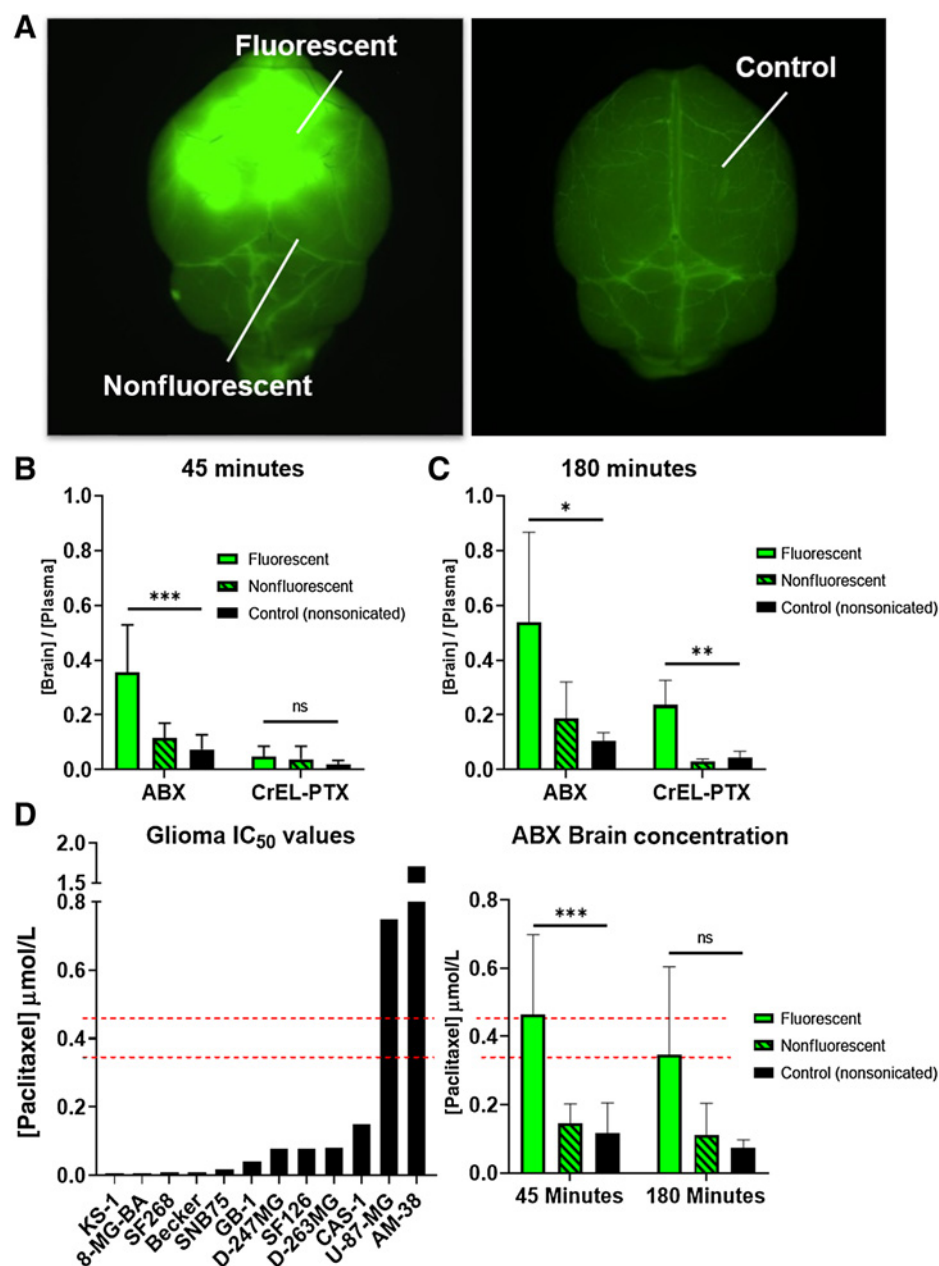 A
Fluorescent
Nonfluorescent
Control
B
45 minutes
1.0
0.8
0.6
0.4
0.2
0.0
[Brain] / [Plasma]
Fluorescent
Nonfluorescent
Control (nonsonicated)
***
ns
ABX
CrEL-PTX
C
180 minutes
1.0
0.8
0.6
0.4
0.2
0.0
[Brain] / [Plasma]
*
**
Fluorescent
Nonfluorescent
Control (nonsonicated)
ABX
CrEL-PTX
D
Glioma IC50 values
2.0
1.5
0.8
0.6
0.4
0.2
0.0
[Paclitaxel] μmol/L
KS-1
8-MG-BA
SF268
Becker
SNB75
GB-1
D-247MG
SF126
D-263MG
CAS-1
U-87-MG
AM-38
ABX Brain concentration
0.8
0.6
0.4
0.2
0.0
[Paclitaxel] μmol/L
***
ns
Fluorescent
Nonfluorescent
Control (nonsonicated)
45 Minutes
180 Minutes